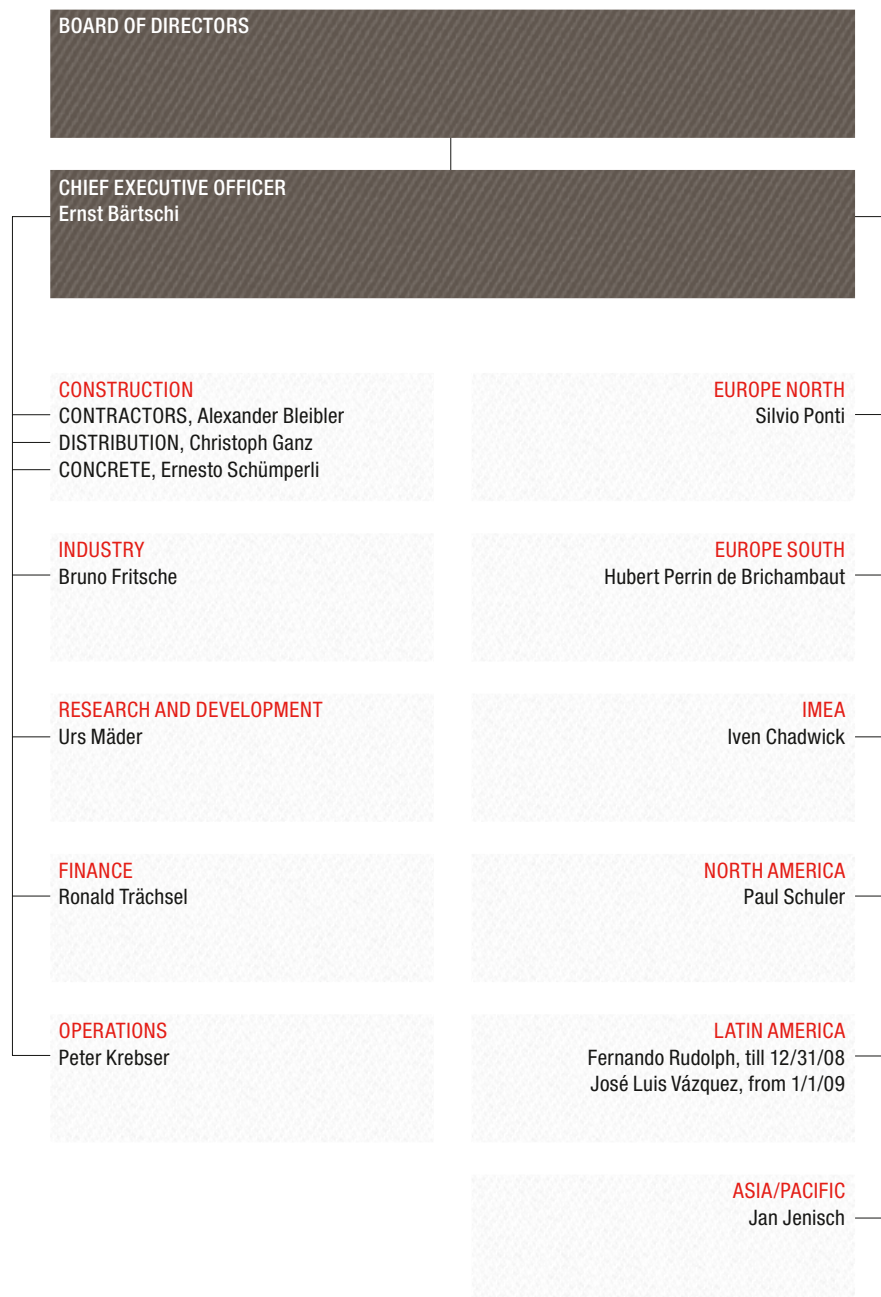 BOARD OF DIRECTORS
CHIEF EXECUTIVE OFFICER
Ernst Bärtschi
CONSTRUCTION
CONTRACTORS, Alexander Bleibler
DISTRIBUTION, Christoph Ganz
CONCRETE, Ernesto Schümperli
INDUSTRY
Bruno Fritsche
RESEARCH AND DEVELOPMENT
Urs Mäder
FINANCE
Ronald Trächsel
OPERATIONS
Peter Krebser
EUROPE NORTH
Silvio Ponti
EUROPE SOUTH
Hubert Perrin de Brichambaut
IMEA
Iven Chadwick
NORTH AMERICA
Paul Schuler
LATIN AMERICA
Fernando Rudolph, till 12/31/08
José Luis Vázquez, from 1/1/09
ASIA/PACIFIC
Jan Jenisch